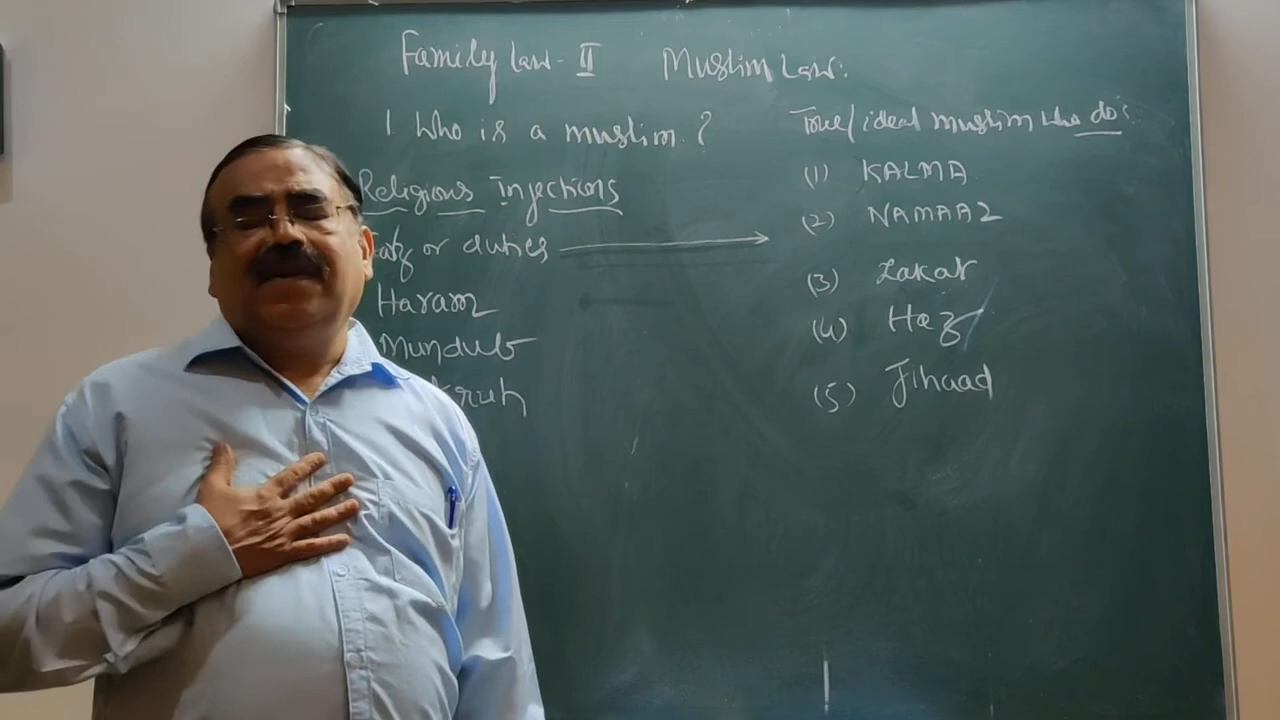 Family Law - II Muslim Law:
1. Who is a muslim?
Religious Injections
or duties
Haram
Mundub
True/ideal muslim who do:
(1) KALMA
(2) NAMAAZ
(3) Zakat
(4) Haz
(5) Jihaad